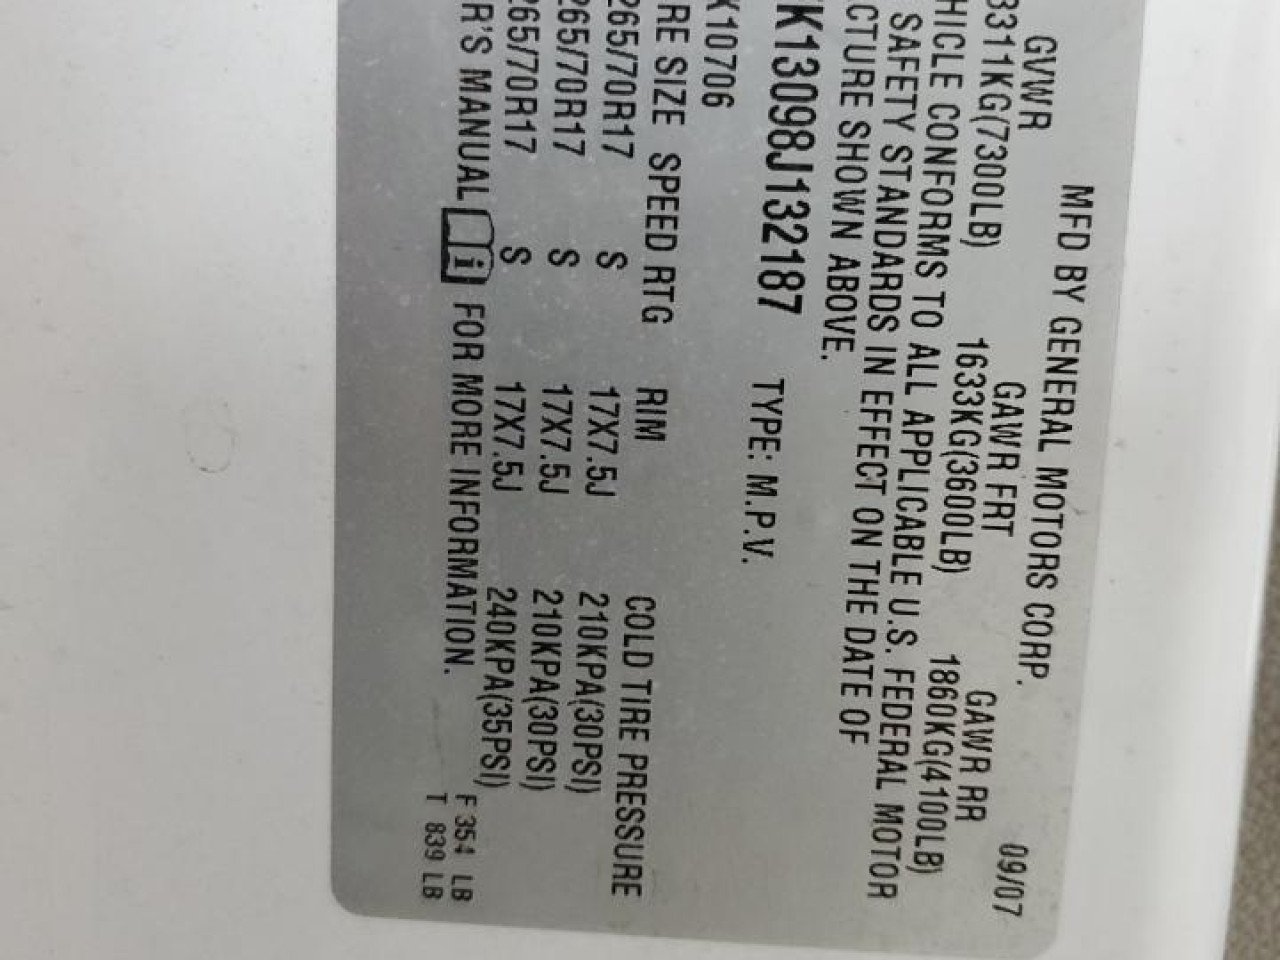 MFD BY GENERAL MOTORS CORP. 09/07
GVWR GAWR FRT GAWR RR
3311KG(7300LB) 1633KG(3600LB) 1860KG(4100LB)
HICLE CONFORMS TO ALL APPLICABLE U.S. FEDERAL MOTOR
SAFETY STANDARDS IN EFFECT ON THE DATE OF
CTURE SHOWN ABOVE.
K13098J132187 TYPE: M.P.V.
K10706
RE SIZE SPEED RTG RIM COLD TIRE PRESSURE
265/70R17 S 17X7.5J 210KPA(30PSI)
265/70R17 S 17X7.5J 210KPA(30PSI)
265/70R17 S 17X7.5J 240KPA(35PSI)
R'S MANUAL i FOR MORE INFORMATION.
F 354 LB
T 839 LB